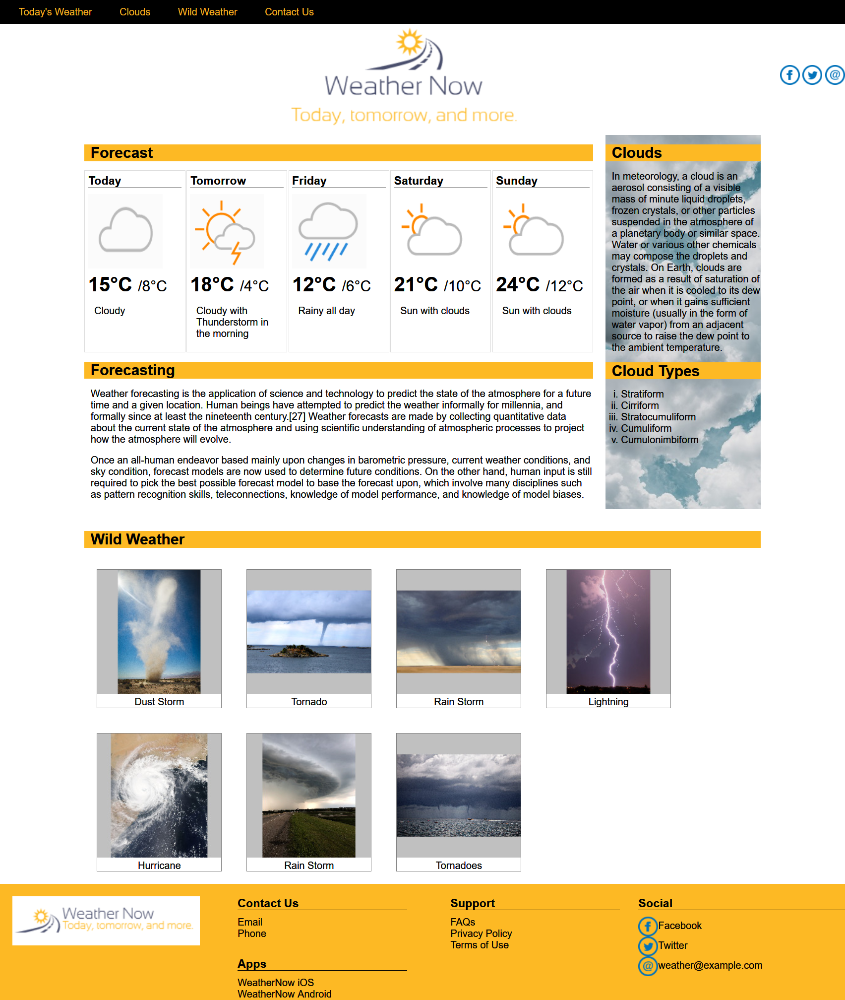 Today's Weather Clouds Wild Weather Contact Us
Weather Now
Today, tomorrow, and more.
Forecast
Today
15°C /8°C
Cloudy
Tomorrow
18°C /4°C
Cloudy with
Thunderstorm in
the morning
Friday
12°C /6°C
Rainy all day
Saturday
21°C /10°C
Sun with clouds
Sunday
24°C /12°C
Sun with clouds
Forecasting
Weather forecasting is the application of science and technology to predict the state of the atmosphere for a future
time and a given location. Human beings have attempted to predict the weather informally for millennia, and
formally since at least the nineteenth century.[27] Weather forecasts are made by collecting quantitative data
about the current state of the atmosphere and using scientific understanding of atmospheric processes to project
how the atmosphere will evolve.
Once an all-human endeavor based mainly upon changes in barometric pressure, current weather conditions, and
sky condition, forecast models are now used to determine future conditions. On the other hand, human input is still
required to pick the best possible forecast model to base the forecast upon, which involve many disciplines such
as pattern recognition skills, teleconnections, knowledge of model performance, and knowledge of model biases.
Clouds
In meteorology, a cloud is an
aerosol consisting of a visible
mass of minute liquid droplets,
frozen crystals, or other particles
suspended in the atmosphere of
a planetary body or similar space.
Water or various other chemicals
may compose the droplets and
crystals. On Earth, clouds are
formed as a result of saturation of
the air when it is cooled to its dew
point, or when it gains sufficient
moisture (usually in the form of
water vapor) from an adjacent
source to raise the dew point to
the ambient temperature.
Cloud Types
i. Stratiform
ii. Cirriform
iii. Stratocumuliform
iv. Cumuliform
v. Cumulonimbiform
Wild Weather
Dust Storm
Tornado
Rain Storm
Lightning
Hurricane
Rain Storm
Tornadoes
Weather Now
Today, tomorrow, and more.
Contact Us
Email
Phone
Apps
WeatherNow iOS
WeatherNow Android
Support
FAQs
Privacy Policy
Terms of Use
Social
Facebook
Twitter
weather@example.com